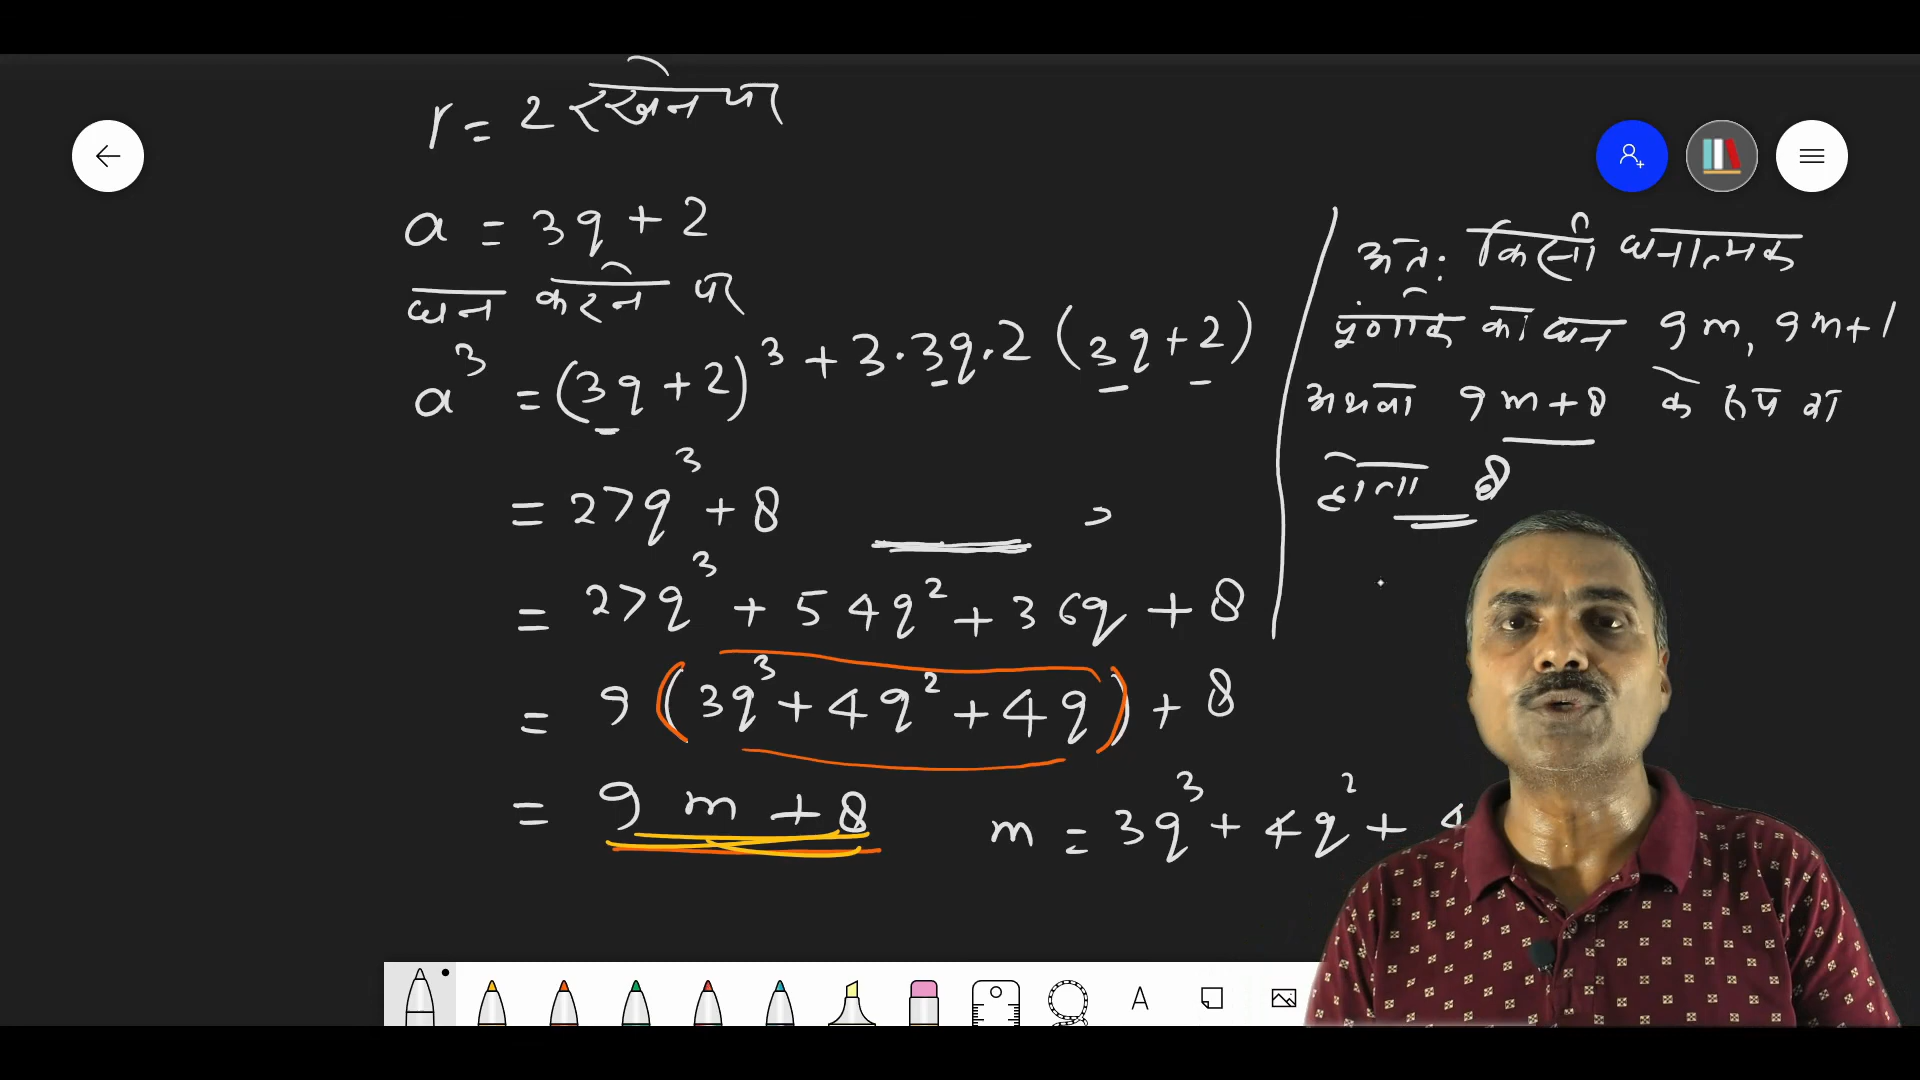 r = 2 रखने पर
a = 3q + 2
घन करने पर
a³ = (3q + 2)³ + 3·3q·2 (3q + 2)
= 27q³ + 8
= 27q³ + 54q² + 36q + 8
= 9 (3q³ + 4q² + 4q) + 8
= 9 m + 8
m = 3q³ + 4q² + 4
अतः किसी धनात्मक
पूर्णांक का घन 9m, 9m+1
अथवा 9m+8 के रूप का
होता है
A